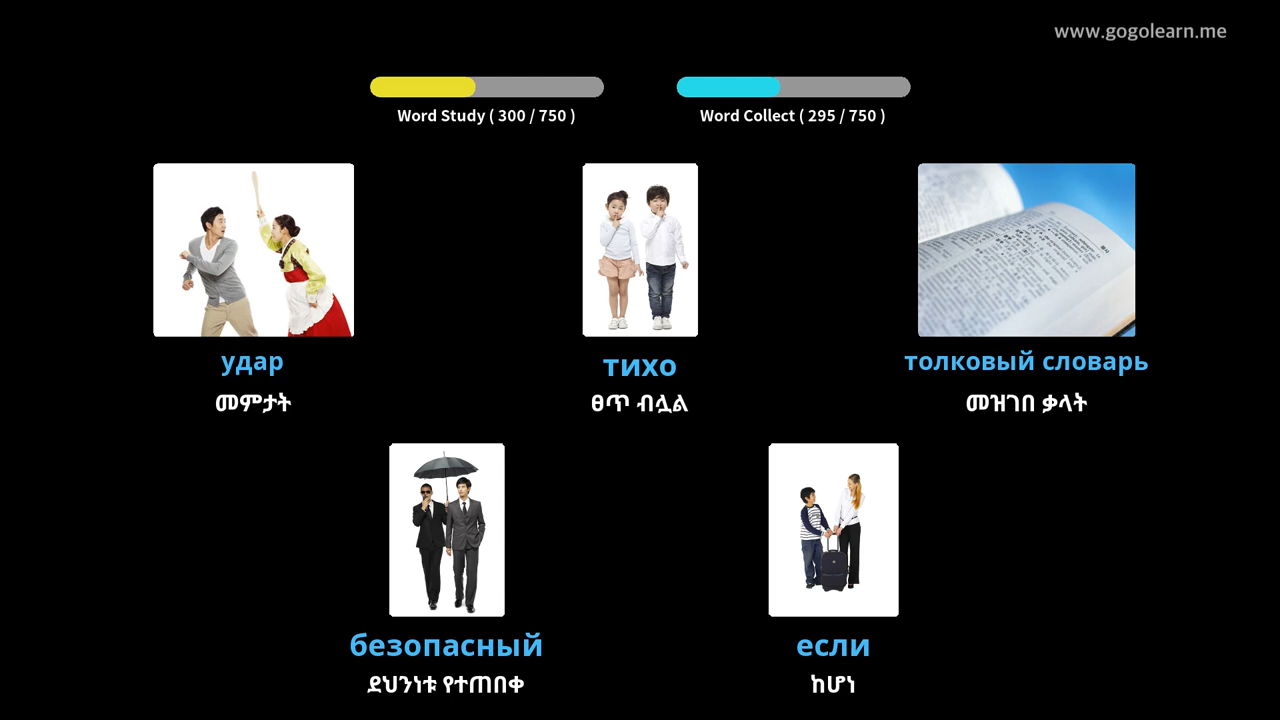 www.gogolearn.me
Word Study ( 300 / 750 )
Word Collect ( 295 / 750 )
удар
тихо
толковый словарь
መምታት
ፀጥ ብሏል
መዝገበ ቃላት
безопасный
если
ደህንነቱ የተጠበቀ
ከሆነ